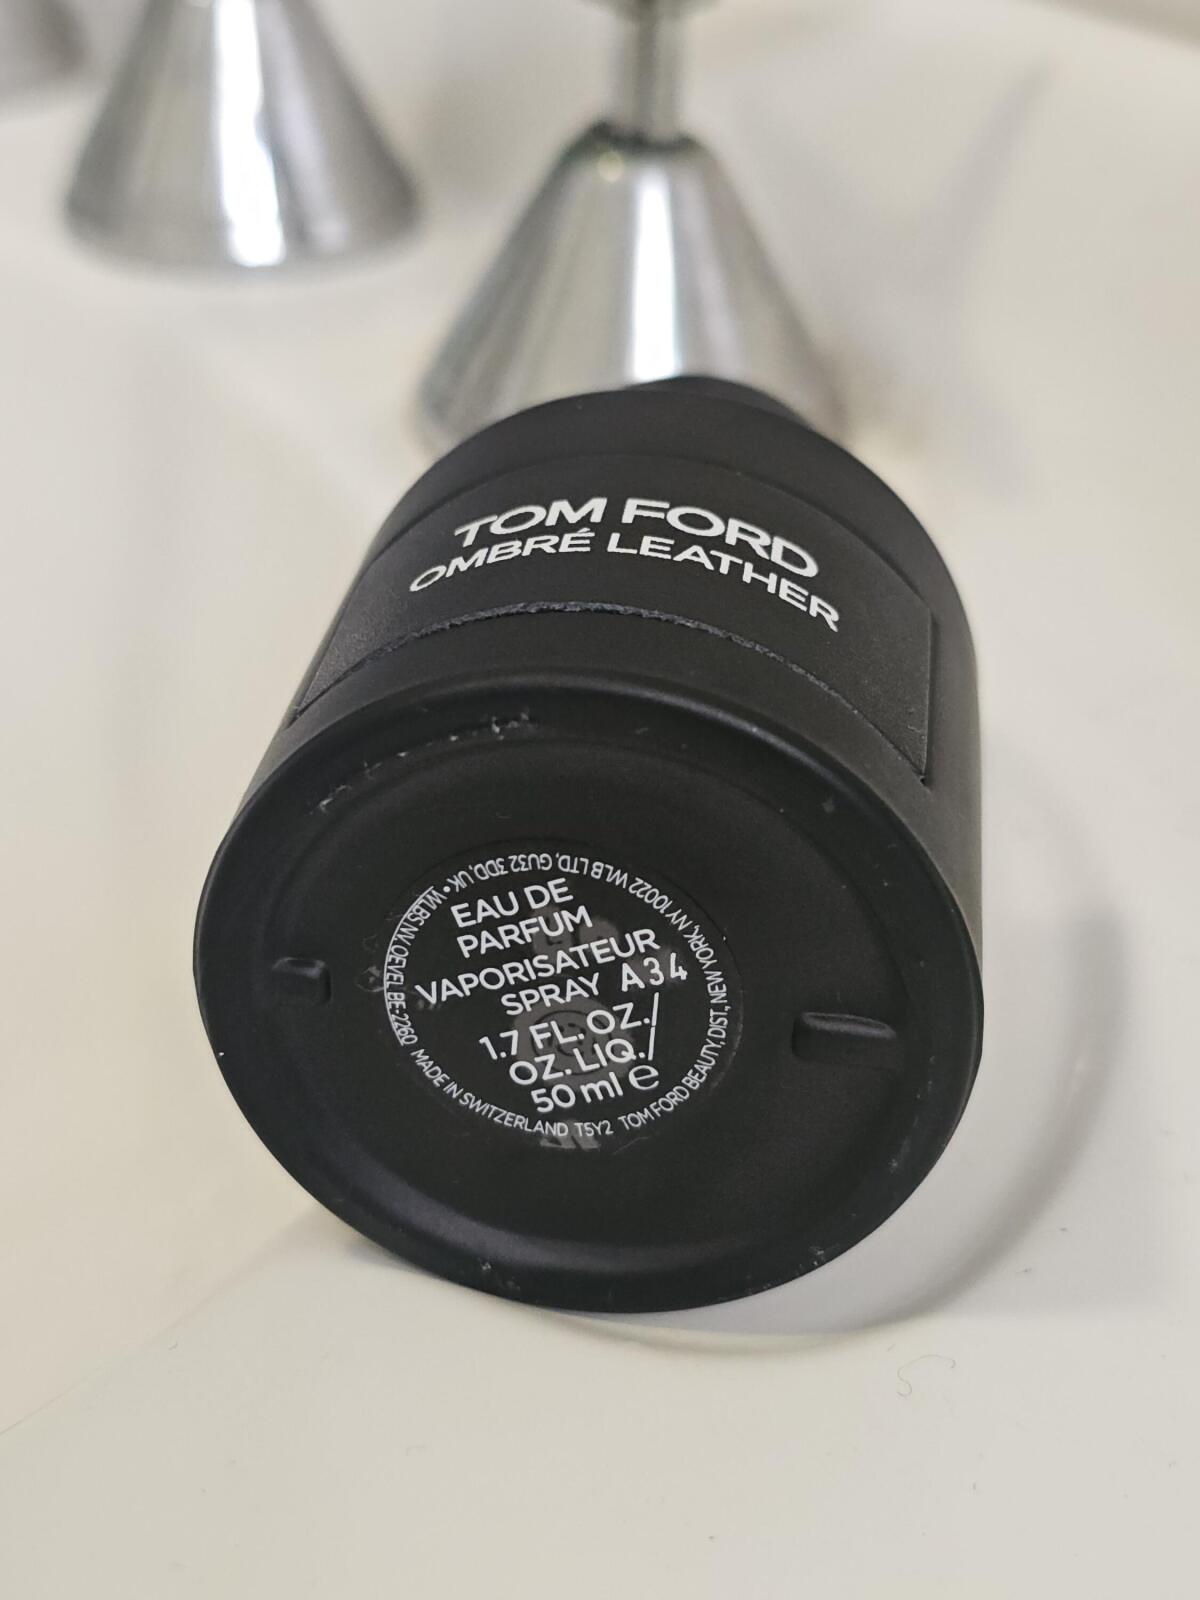 TOM FORD
OMBRÉ LEATHER
EAU DE
PARFUM
VAPORISATEUR
SPRAY A34
1.7 FL. OZ./
OZ. LIQ./
50 ml ℮
TOM FORD BEAUTY, DIST, NEW YORK, NY 10022 WLB LTD, GU32 3DD, UK • WLBS NV, OEVEL BE-2260 MADE IN SWITZERLAND T5Y2